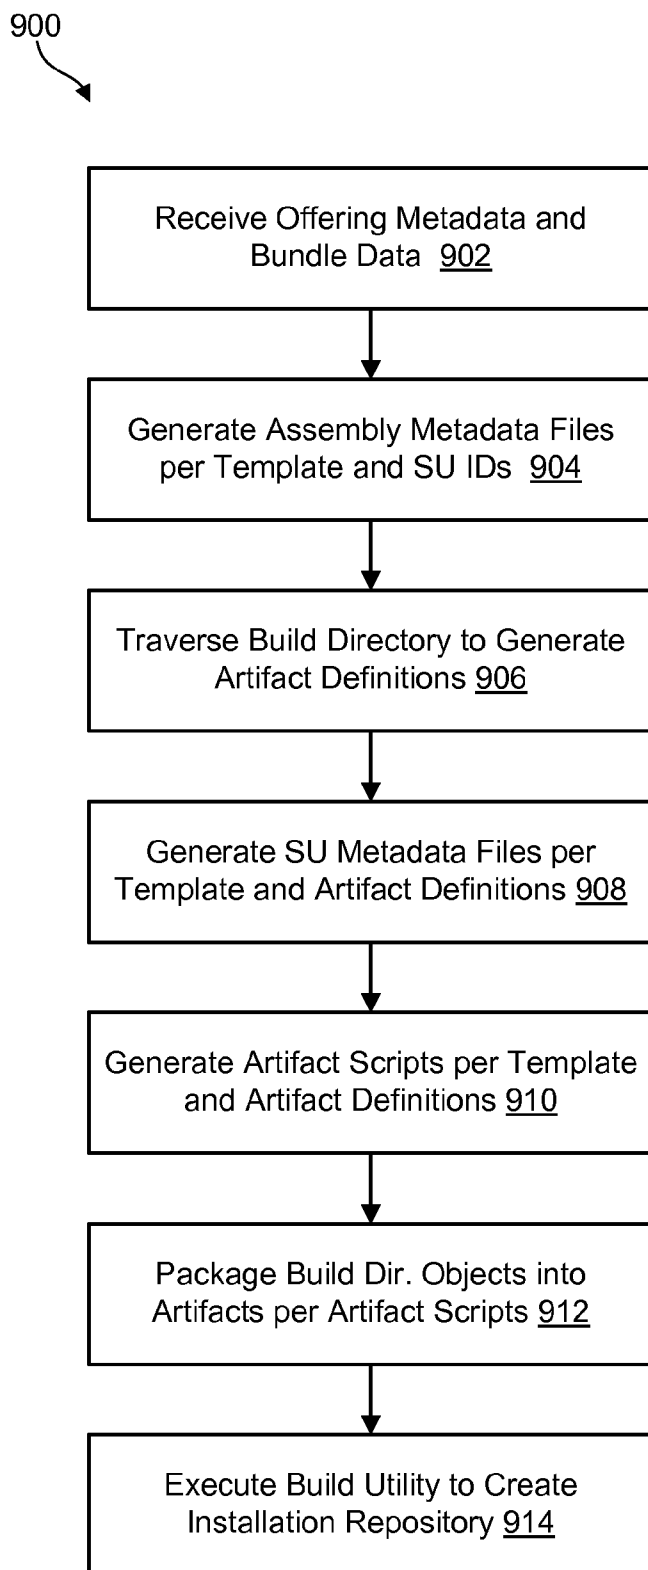 900
Receive Offering Metadata and
Bundle Data 902
Generate Assembly Metadata Files
per Template and SU IDs 904
Traverse Build Directory to Generate
Artifact Definitions 906
Generate SU Metadata Files per
Template and Artifact Definitions 908
Generate Artifact Scripts per Template
and Artifact Definitions 910
Package Build Dir. Objects into
Artifacts per Artifact Scripts 912
Execute Build Utility to Create
Installation Repository 914